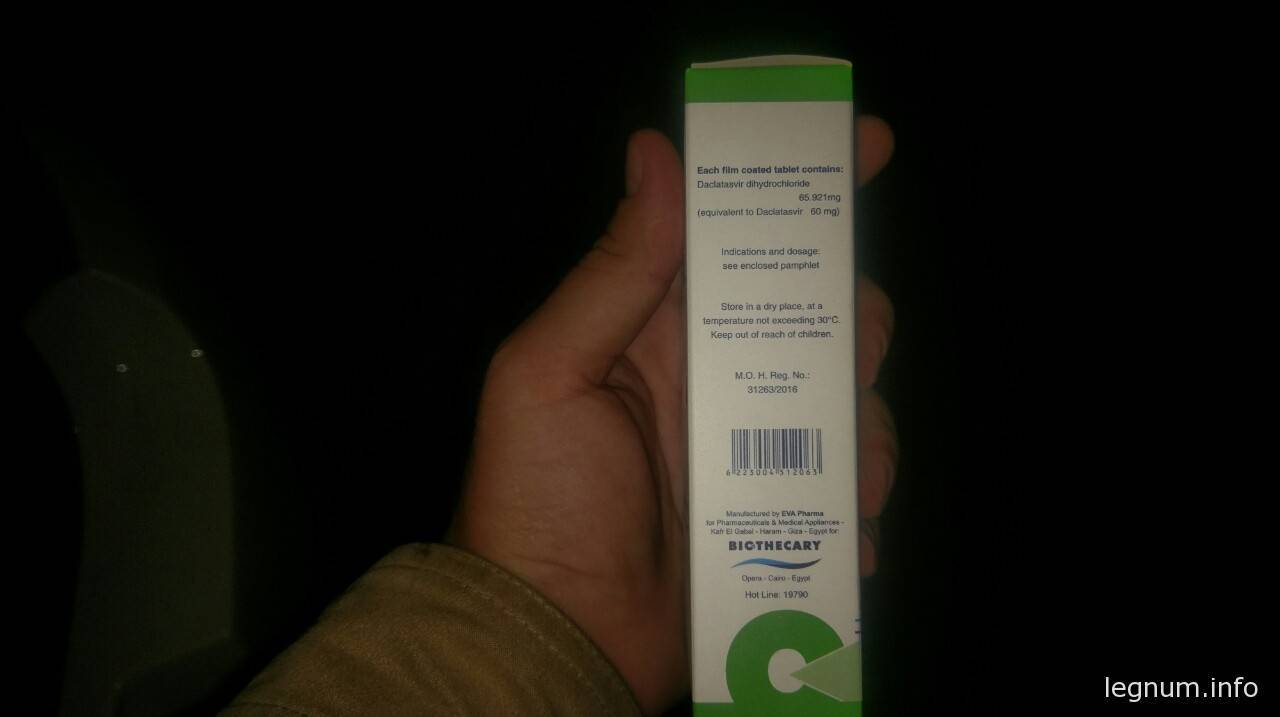 Each film coated tablet contains:
Daclatasvir dihydrochloride
65.921mg
(equivalent to Daclatasvir 60 mg)
Indications and dosage:
see enclosed pamphlet
Store in a dry place, at a
temperature not exceeding 30°C.
Keep out of reach of children.
M.O. H. Reg. No.:
31263/2016
6 223004 512063
Manufactured by EVA Pharma
for Pharmaceuticals & Medical Appliances -
Kafr El Gabal - Haram - Giza - Egypt for:
BIOTHECARY
Opera - Cairo - Egypt
Hot Line: 19790
legnum.info